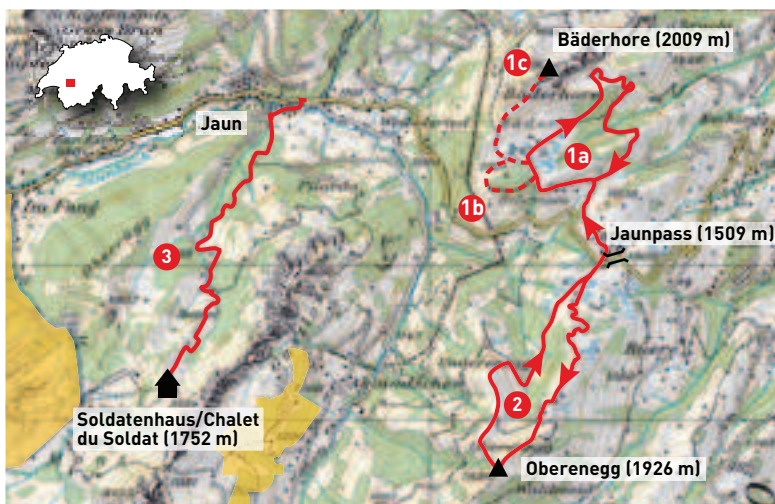 1c
Bäderhore (2009 m)
Jaun
1a
1b
Jaunpass (1509 m)
3
2
Soldatenhaus/Chalet
du Soldat (1752 m)
Oberenegg (1926 m)